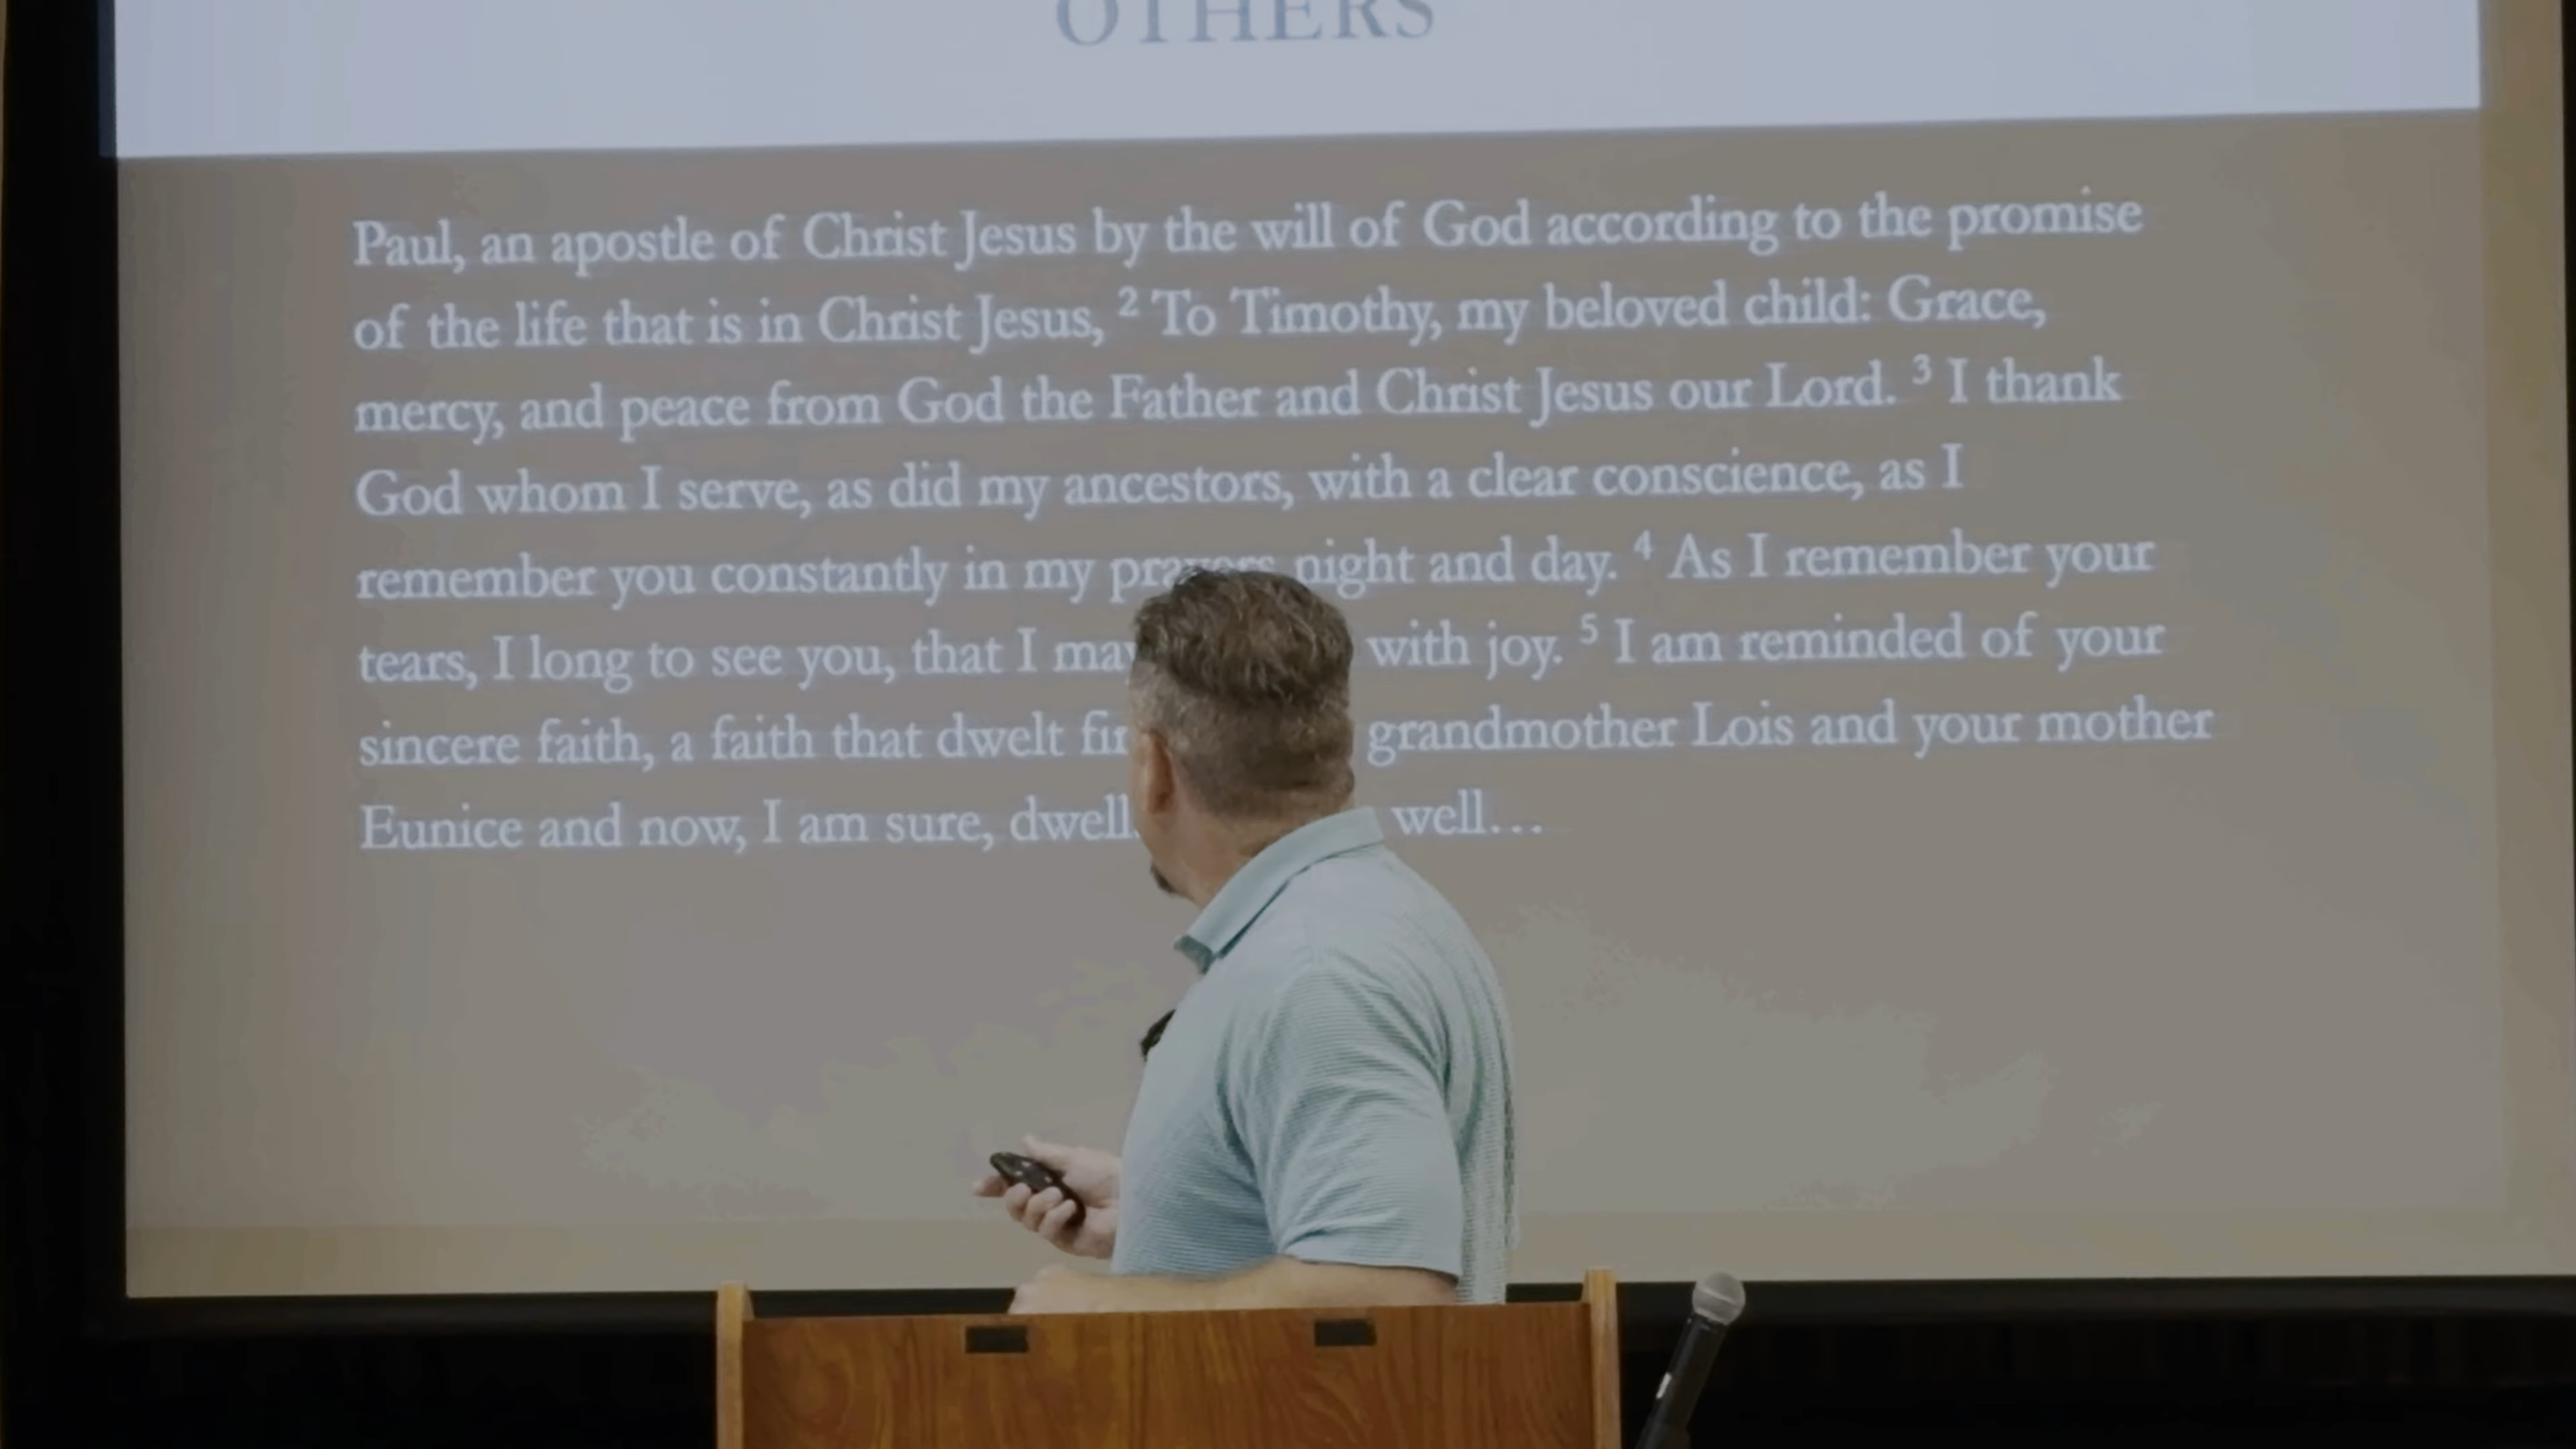 OTHERS
Paul, an apostle of Christ Jesus by the will of God according to the promise
of the life that is in Christ Jesus, ² To Timothy, my beloved child: Grace,
mercy, and peace from God the Father and Christ Jesus our Lord. ³ I thank
God whom I serve, as did my ancestors, with a clear conscience, as I
remember you constantly in my prayers night and day. ⁴ As I remember your
tears, I long to see you, that I may with joy. ⁵ I am reminded of your
sincere faith, a faith that dwelt grandmother Lois and your mother
Eunice and now, I am sure, well…